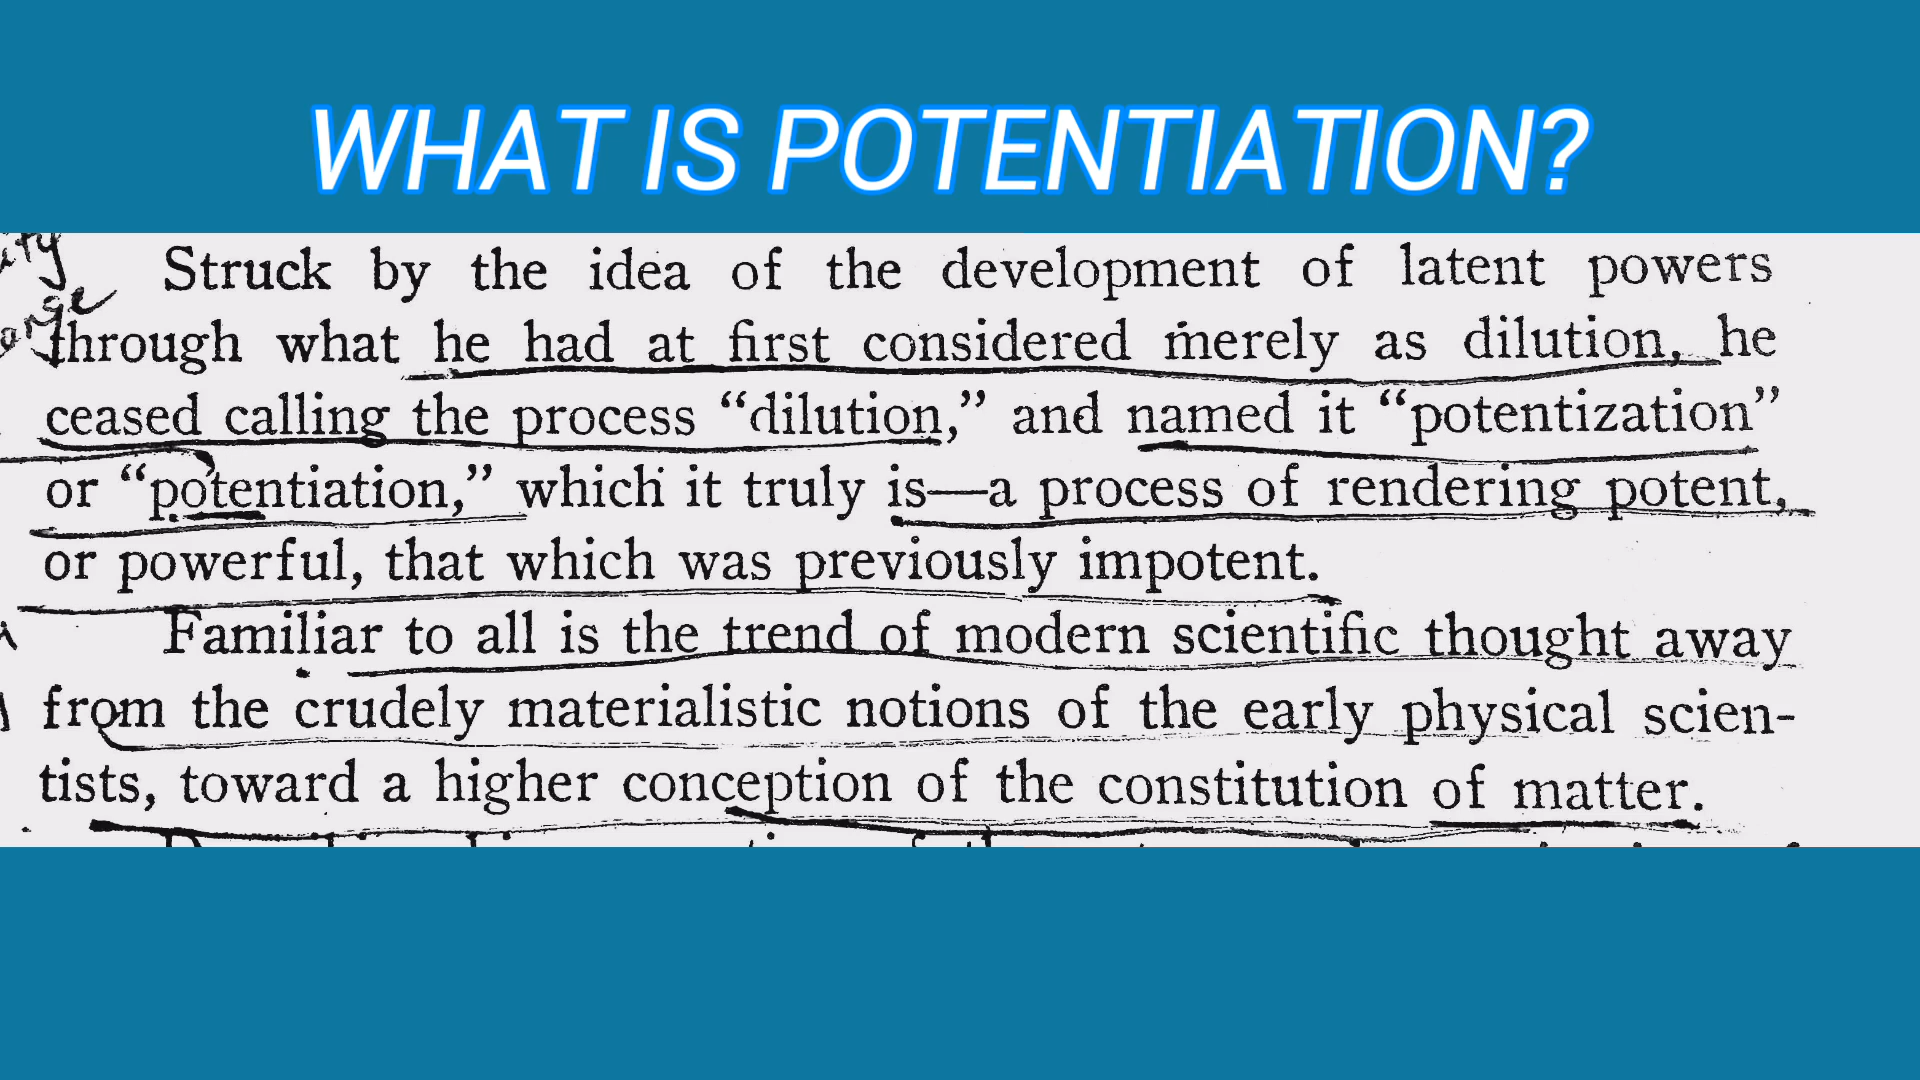 WHAT IS POTENTIATION?
Struck by the idea of the development of latent powers
through what he had at first considered merely as dilution, he
ceased calling the process “dilution,” and named it “potentization”
or “potentiation,” which it truly is—a process of rendering potent,
or powerful, that which was previously impotent.
Familiar to all is the trend of modern scientific thought away
from the crudely materialistic notions of the early physical scien-
tists, toward a higher conception of the constitution of matter.